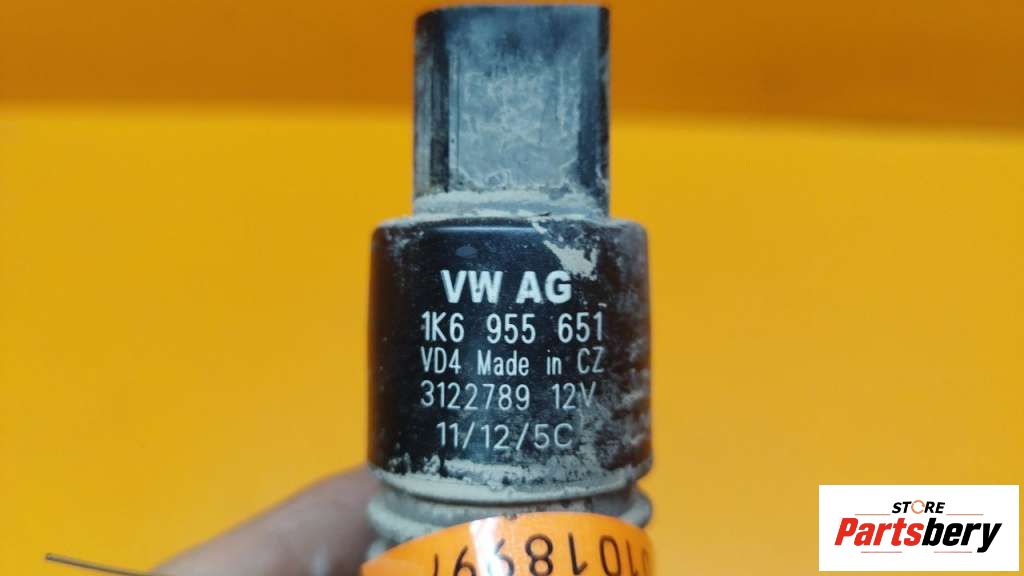 VW AG
1K6 955 651
VD4 Made in CZ
3122789 12V
11/12/5C
STORE
Partsbery